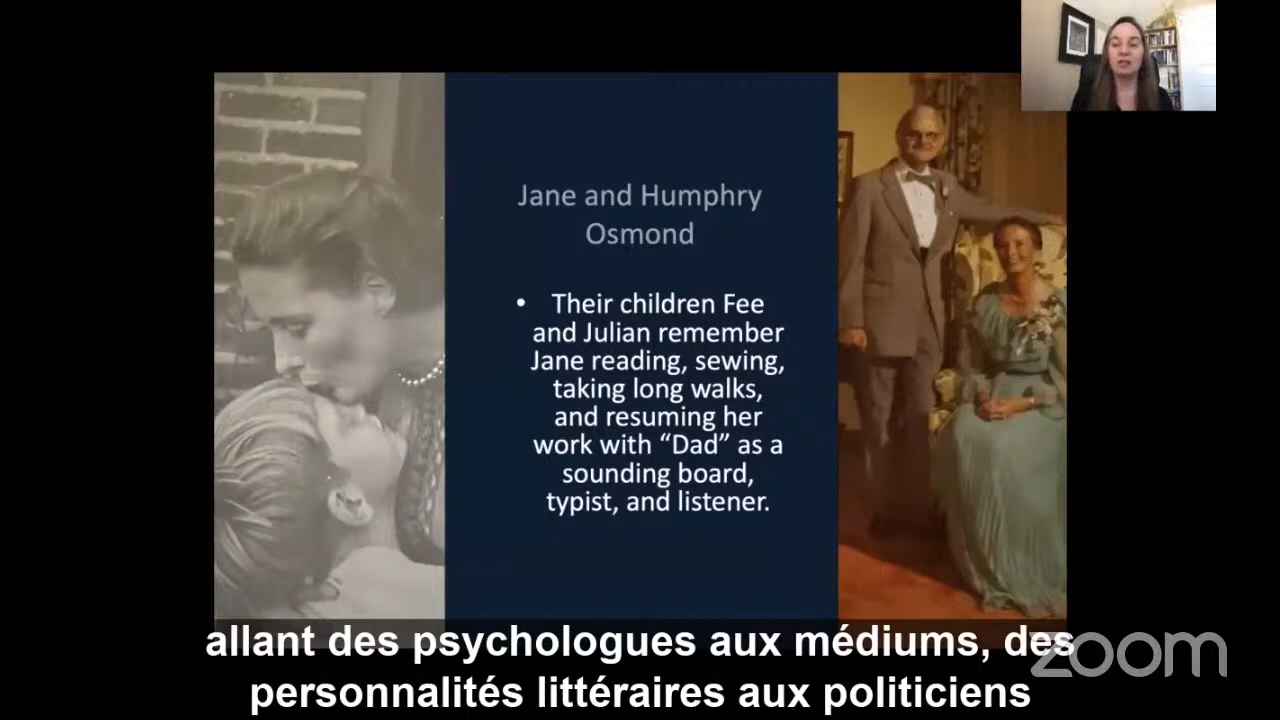 Jane and Humphry
Osmond
• Their children Fee
and Julian remember
Jane reading, sewing,
taking long walks,
and resuming her
work with “Dad” as a
sounding board,
typist, and listener.
allant des psychologues aux médiums, des
personnalités littéraires aux politiciens
zoom